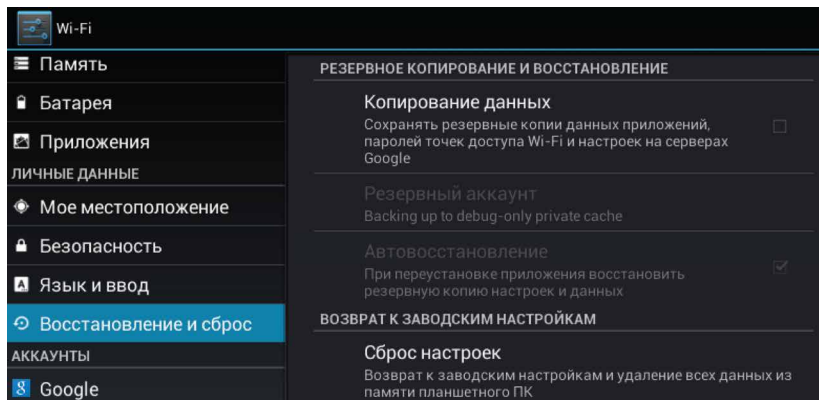 Wi-Fi
Память
Батарея
Приложения
ЛИЧНЫЕ ДАННЫЕ
Мое местоположение
Безопасность
Язык и ввод
Восстановление и сброс
АККАУНТЫ
Google
РЕЗЕРВНОЕ КОПИРОВАНИЕ И ВОССТАНОВЛЕНИЕ
Копирование данных
Сохранять резервные копии данных приложений,
паролей точек доступа Wi-Fi и настроек на серверах
Google
Резервный аккаунт
Backing up to debug-only private cache
Автовосстановление
При переустановке приложения восстановить
резервную копию настроек и данных
ВОЗВРАТ К ЗАВОДСКИМ НАСТРОЙКАМ
Сброс настроек
Возврат к заводским настройкам и удаление всех данных из
памяти планшетного ПК